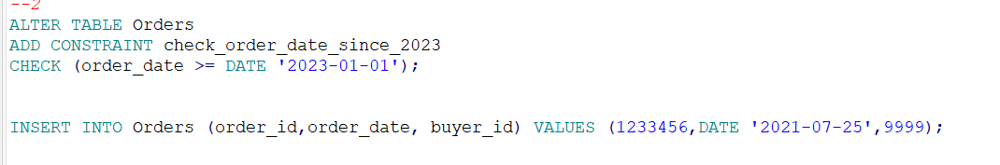 --2
ALTER TABLE Orders
ADD CONSTRAINT check_order_date_since_2023
CHECK (order_date >= DATE '2023-01-01');
INSERT INTO Orders (order_id,order_date, buyer_id) VALUES (1233456,DATE '2021-07-25',9999);